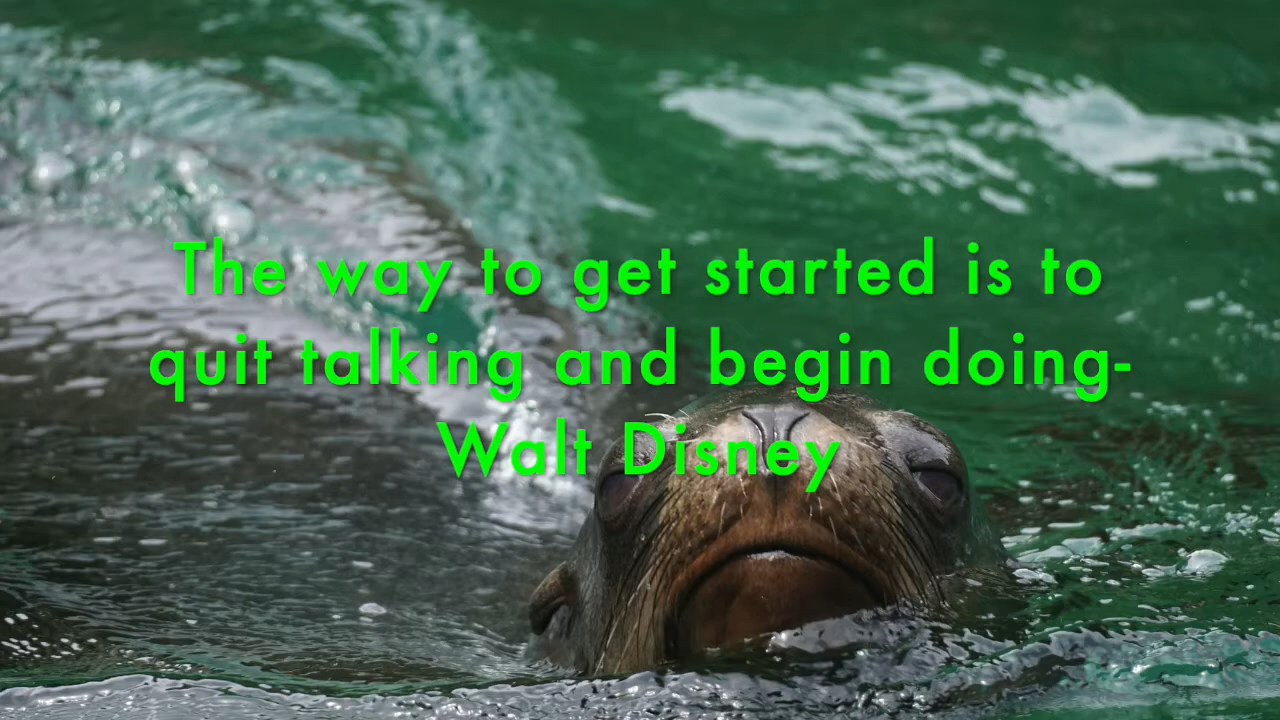 The way to get started is to
quit talking and begin doing-
Walt Disney